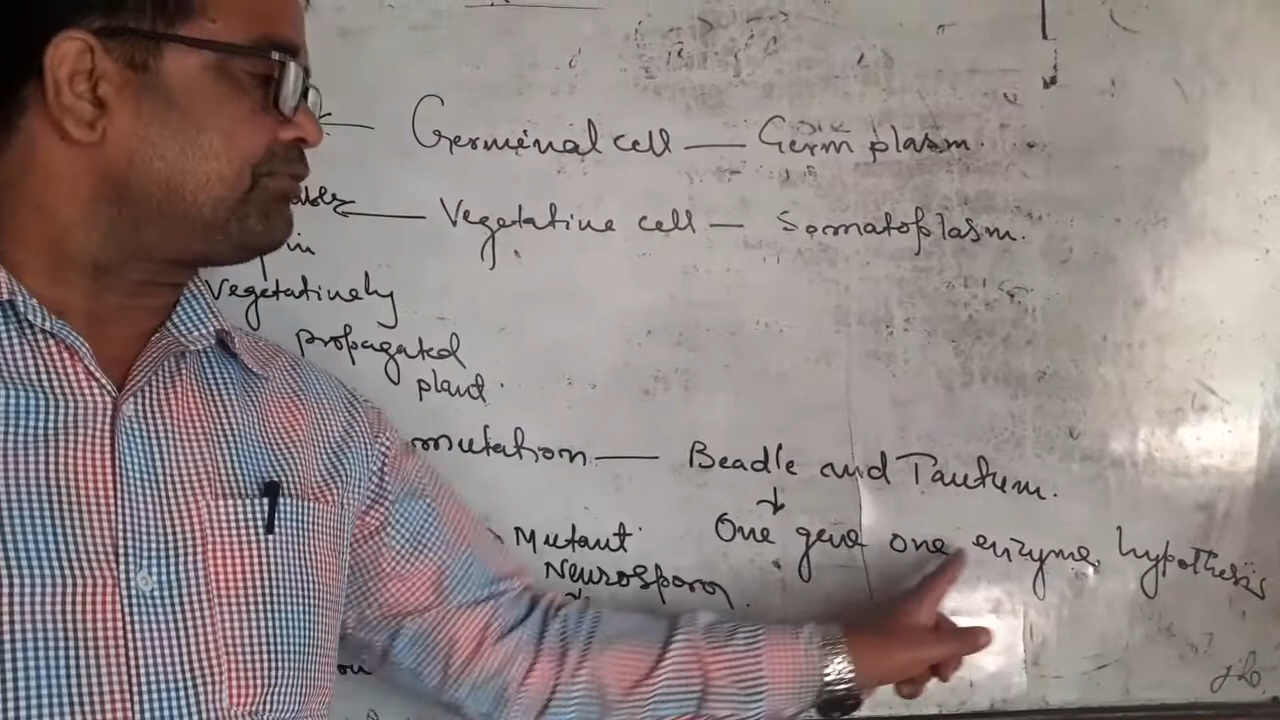 Germinal cell — Germ plasm.
← Vegetative cell — Somatoplasm.
in
Vegetatively
propagated
plant.
mutation — Beadle and Tautum.
↓
One gene one enzyme hypothesis
Mutant
Neurospora.